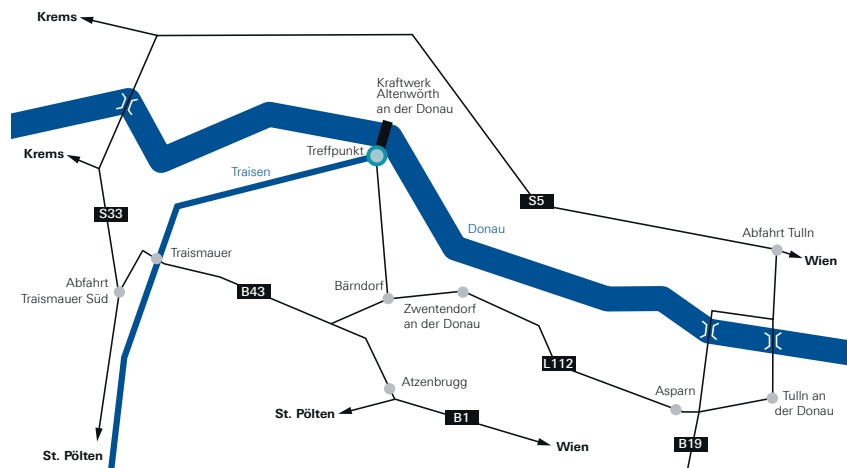 Krems
Kraftwerk
Altenwörth
an der Donau
Krems
Treffpunkt
Traisen
S5
S33
Donau
Abfahrt Tulln
Wien
Traismauer
Abfahrt
Traismauer Süd
B43
Bärndorf
Zwentendorf
an der Donau
L112
Atzenbrugg
Asparn
Tulln an
der Donau
St. Pölten
B1
Wien
B19
St. Pölten